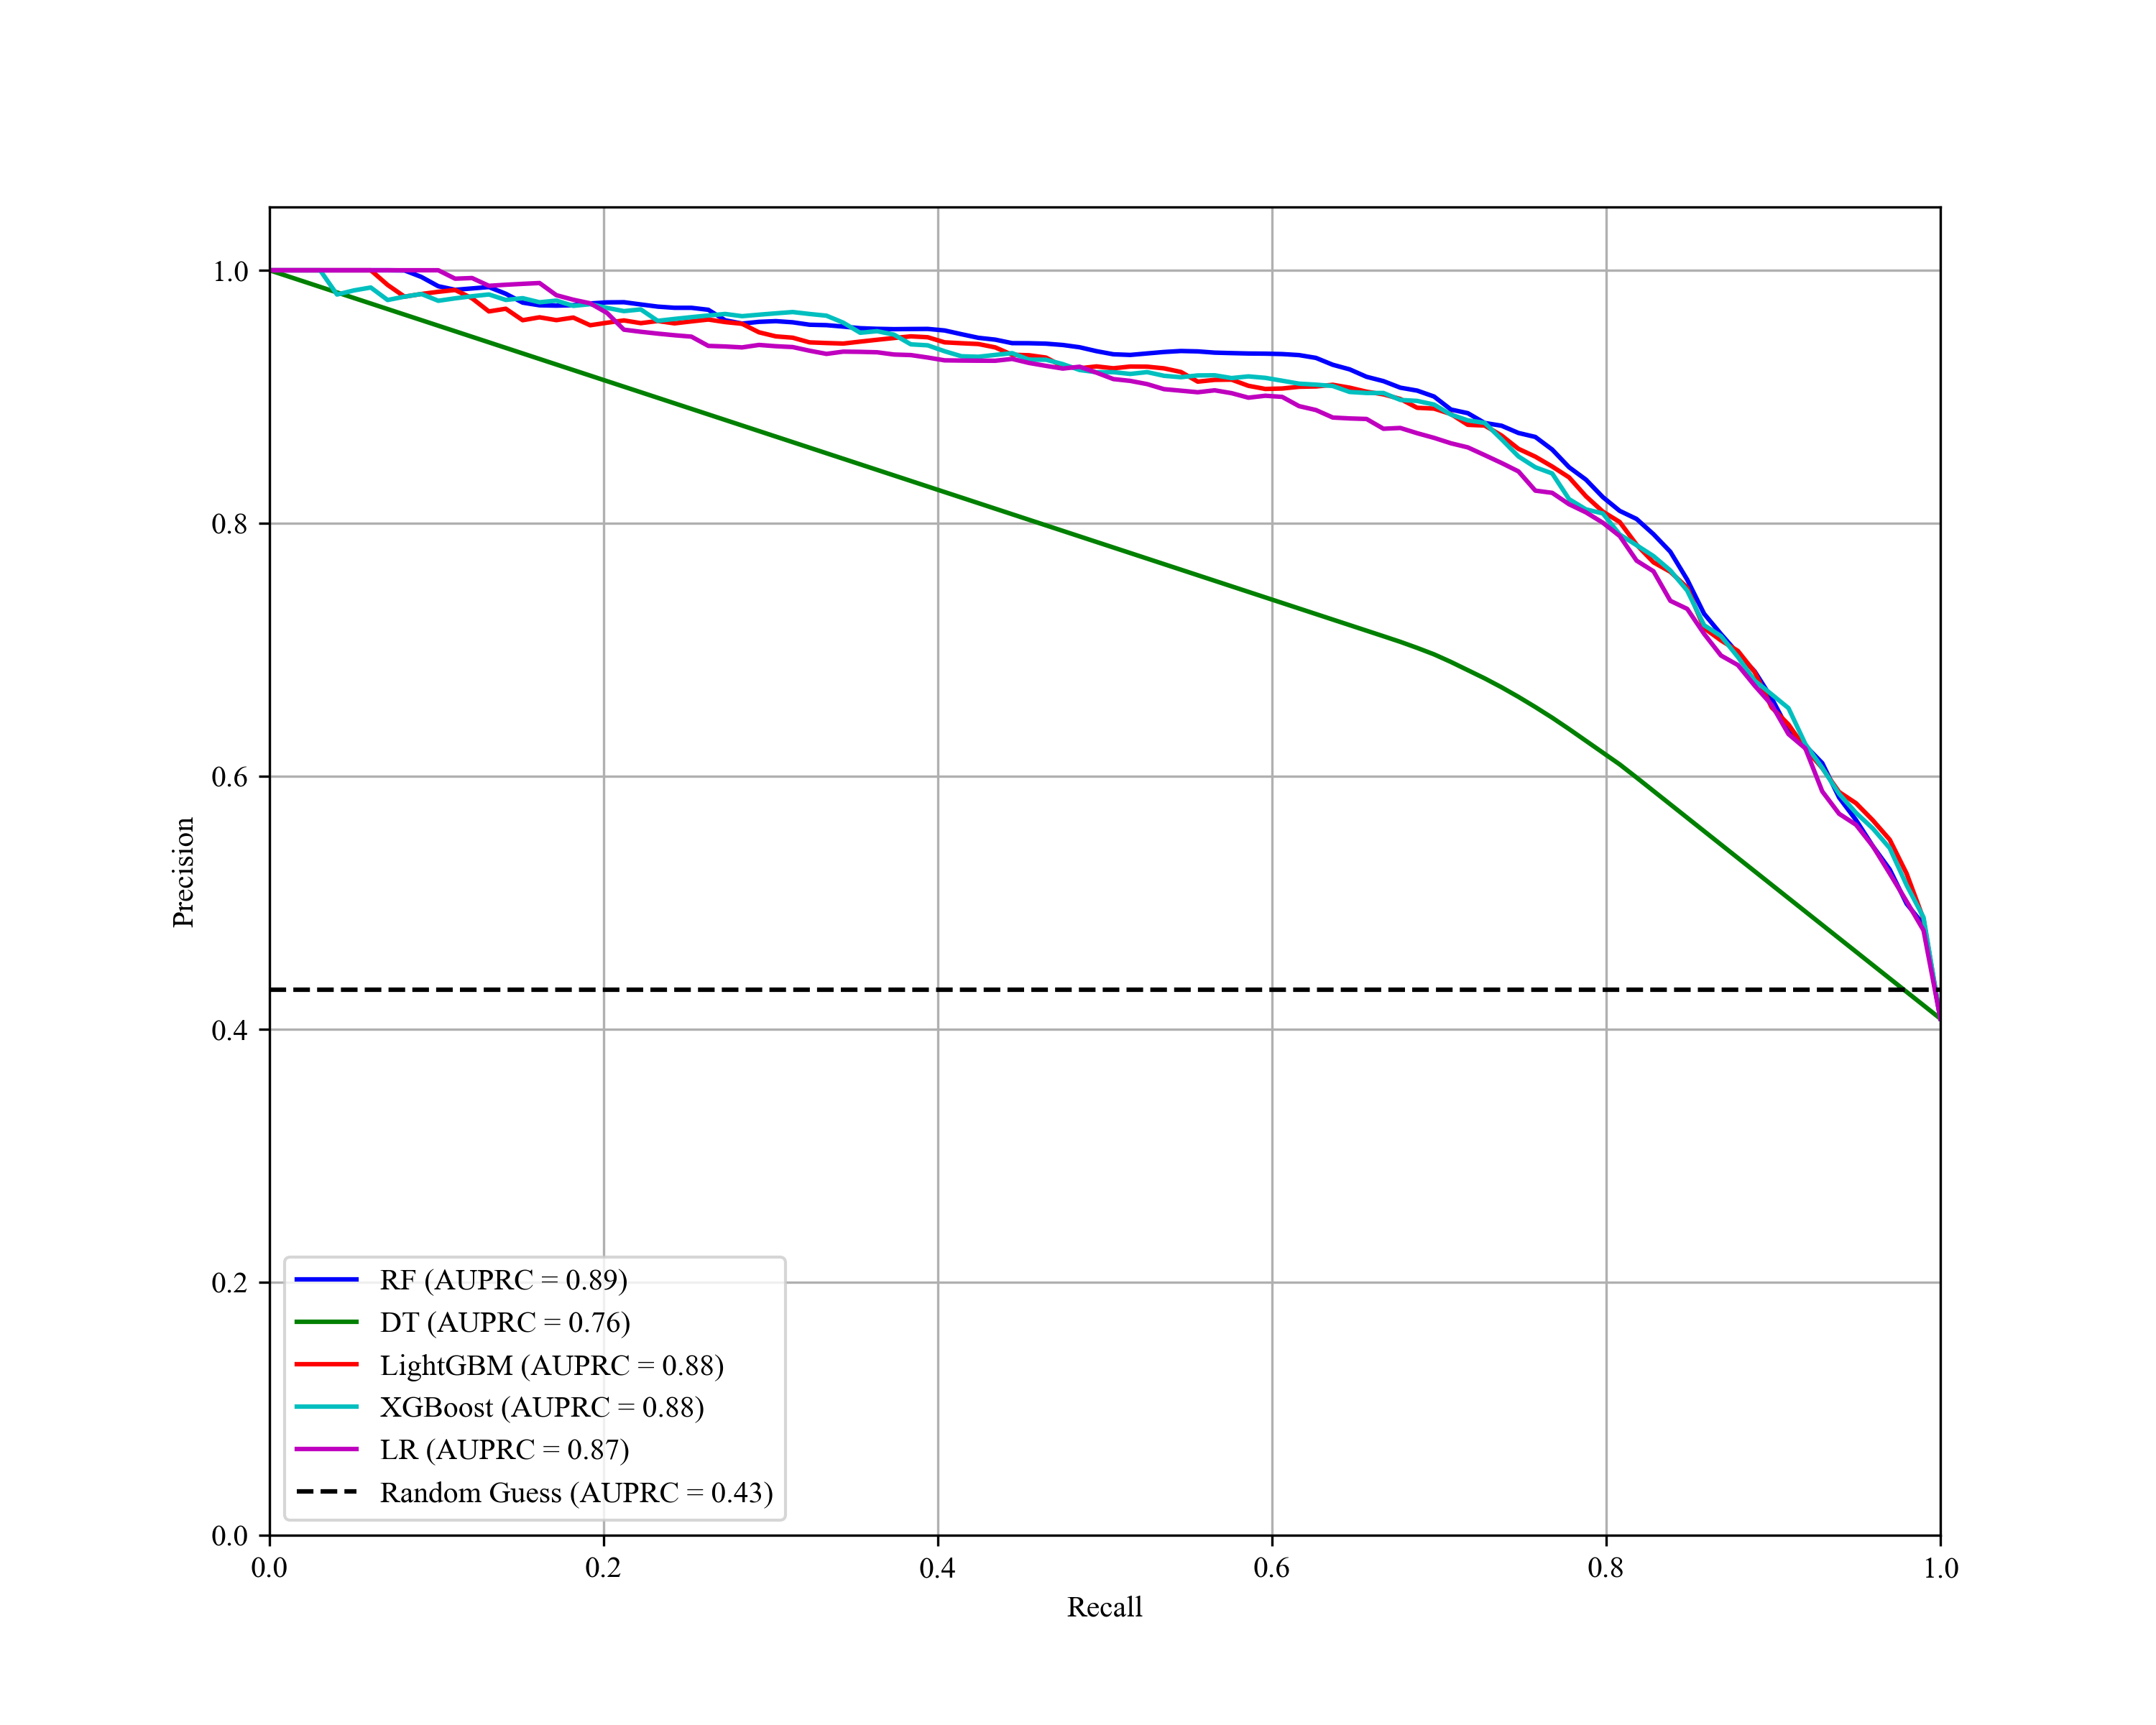 1.0
0.8
0.6
0.4
0.2
0.0
Precision
RF (AUPRC = 0.89)
DT (AUPRC = 0.76)
LightGBM (AUPRC = 0.88)
XGBoost (AUPRC = 0.88)
LR (AUPRC = 0.87)
Random Guess (AUPRC = 0.43)
0.0 0.2 0.4 0.6 0.8 1.0
Recall